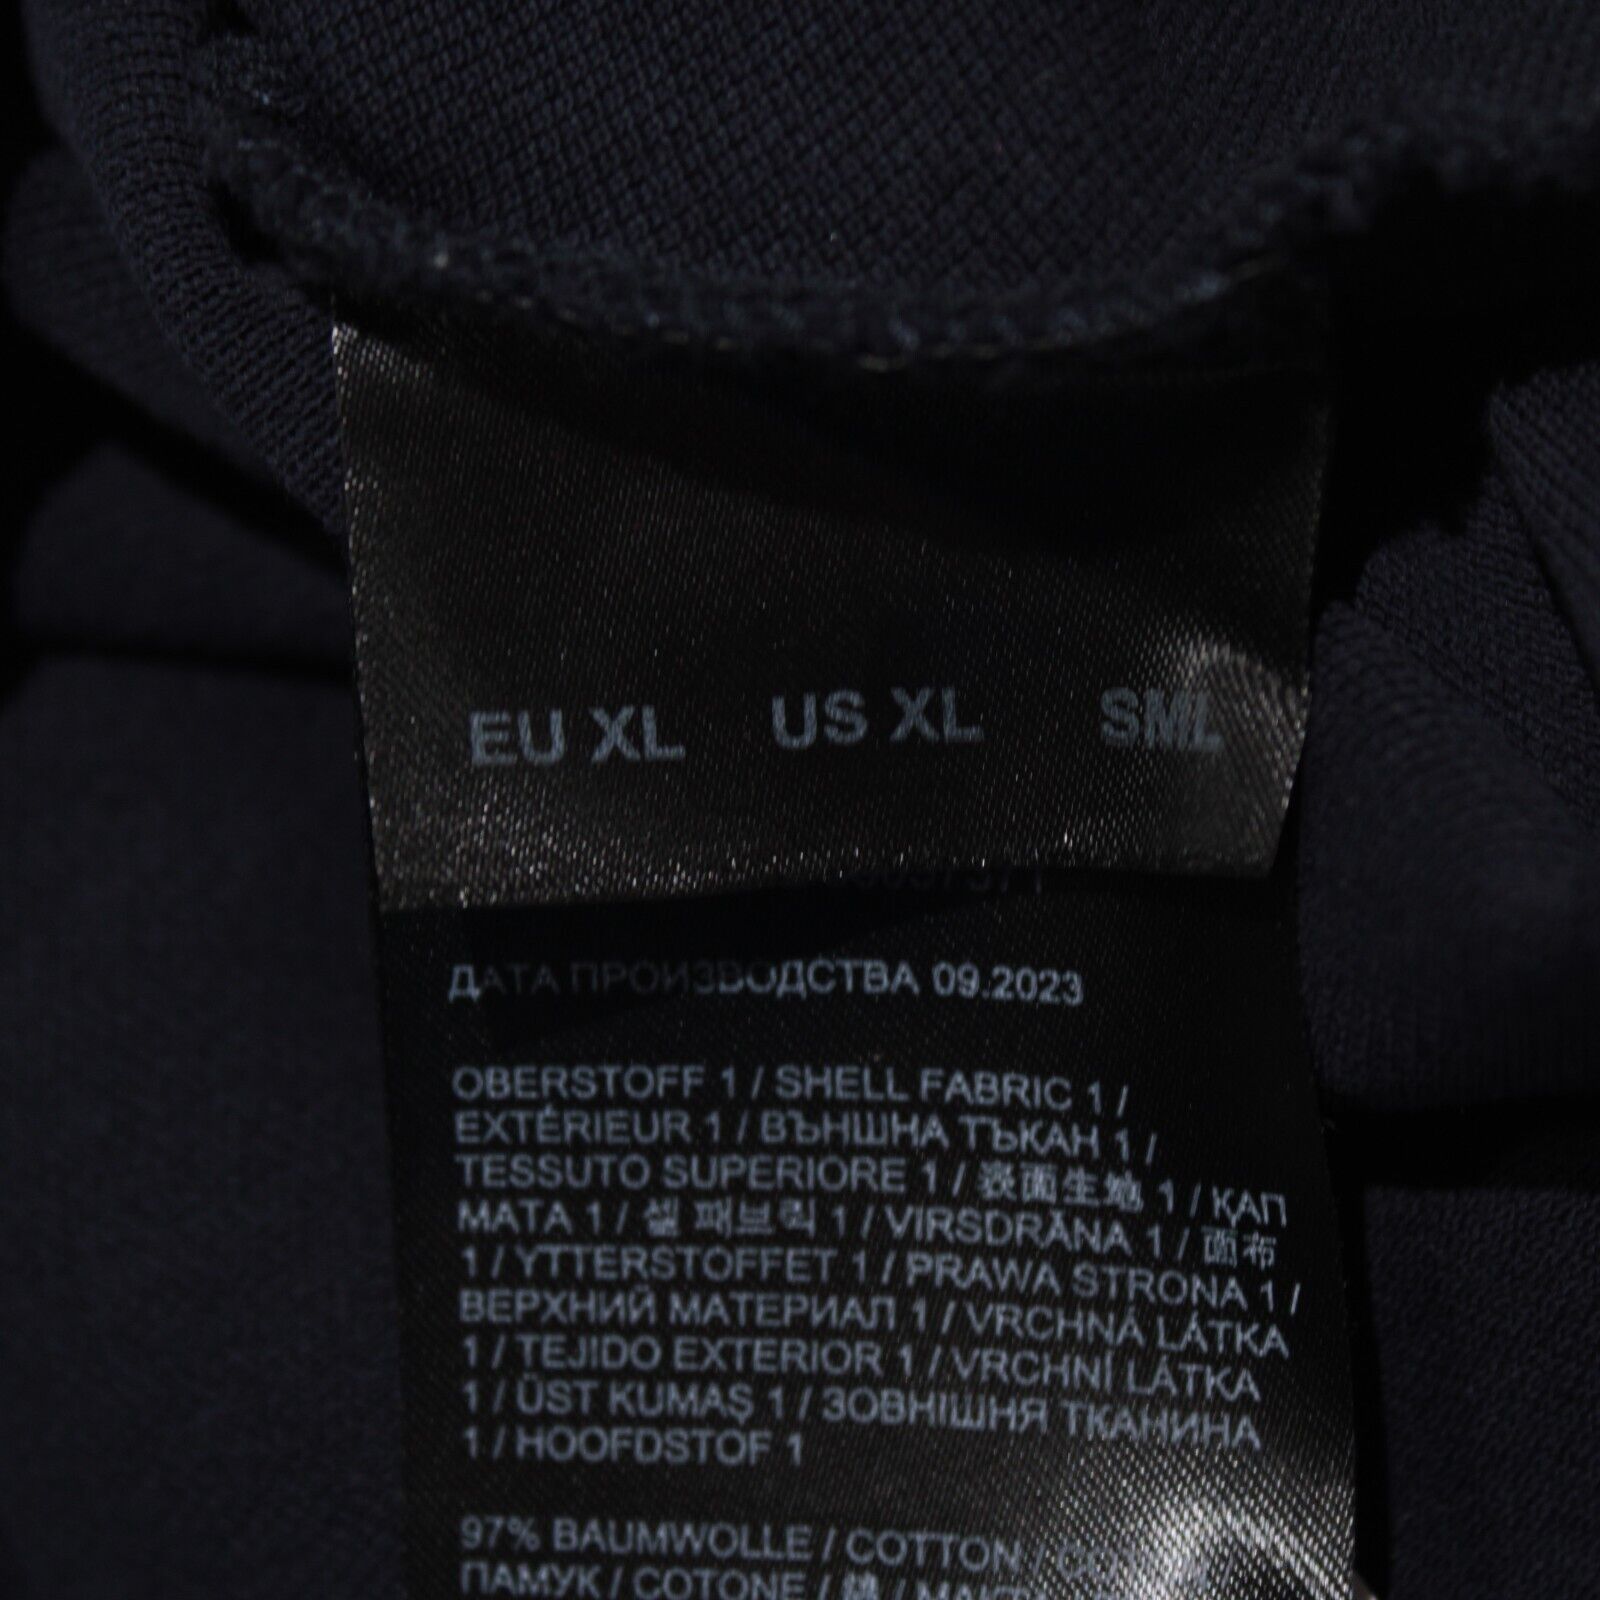 EU XL US XL SML
ДАТА ПРОИЗВОДСТВА 09.2023
OBERSTOFF 1 / SHELL FABRIC 1 /
EXTÉRIEUR 1 / ВЪНШНА ТЪКАН 1 /
TESSUTO SUPERIORE 1 / 表面生地 1 / ҚАП
МАТА 1 / 셸 패브릭 1 / VIRSDRĀNA 1 / 面布
1 / YTTERSTOFFET 1 / PRAWA STRONA 1 /
ВЕРХНИЙ МАТЕРИАЛ 1 / VRCHNÁ LÁTKA
1 / TEJIDO EXTERIOR 1 / VRCHNÍ LÁTKA
1 / ÜST KUMAŞ 1 / ЗОВНІШНЯ ТКАНИНА
1 / HOOFDSTOF 1
97% BAUMWOLLE / COTTON /
ПАМУК / COTONE / 綿 /